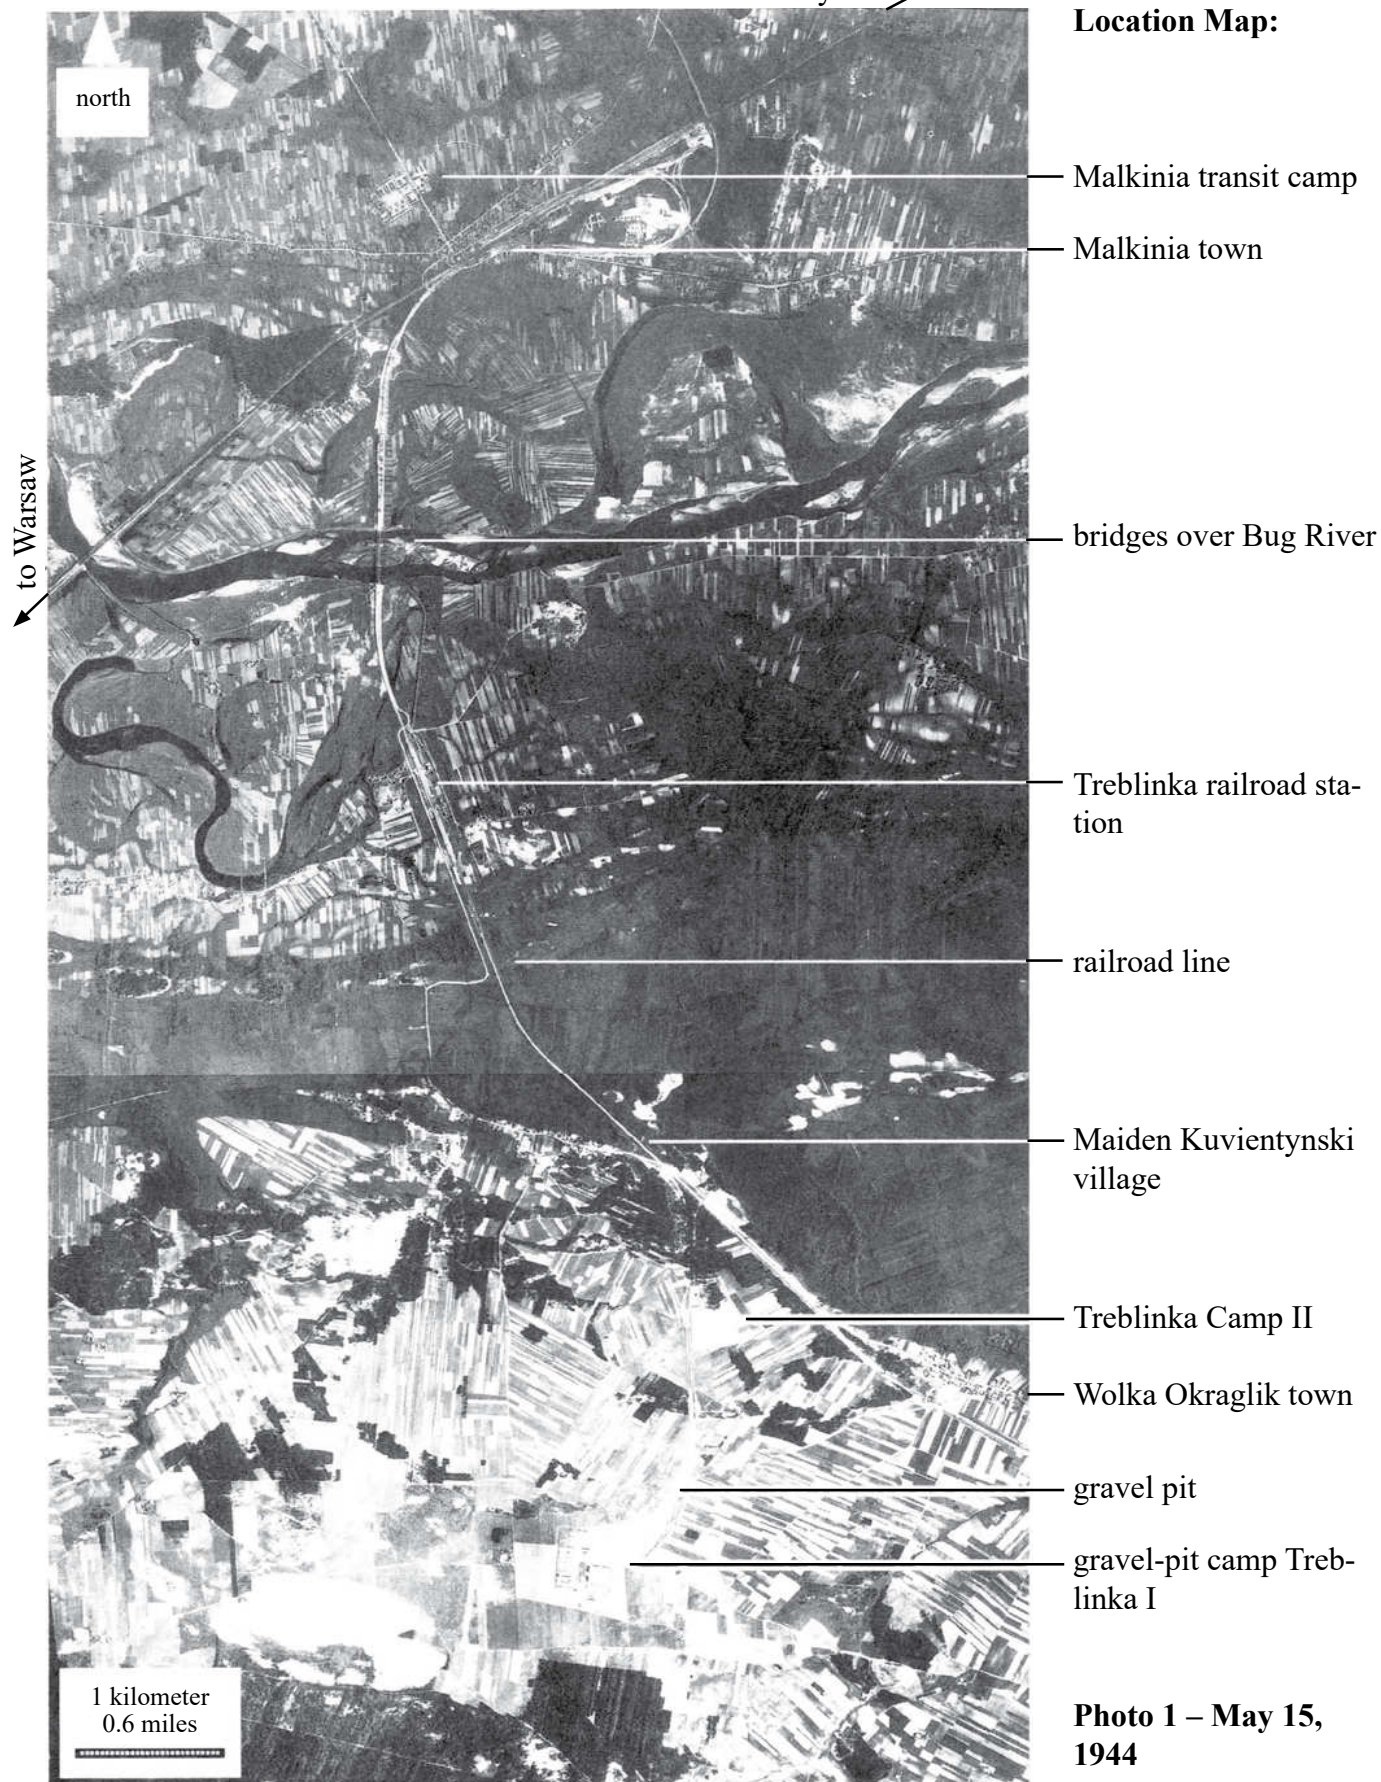 Location Map:
north
Malkinia transit camp
Malkinia town
to Warsaw
bridges over Bug River
Treblinka railroad sta-
tion
railroad line
Maiden Kuvientynski
village
Treblinka Camp II
Wolka Okraglik town
gravel pit
gravel-pit camp Treb-
linka I
1 kilometer
0.6 miles
Photo 1 – May 15,
1944